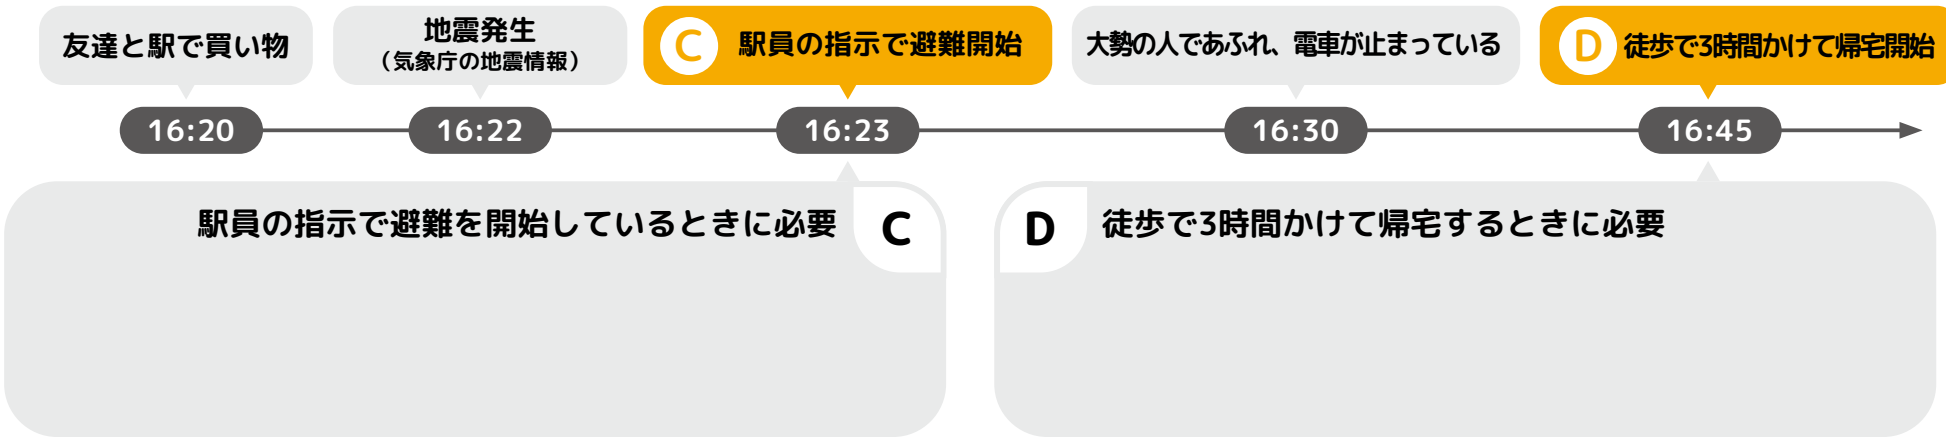 友達と駅で買い物
地震発生
（気象庁の地震情報）
C 駅員の指示で避難開始
大勢の人であふれ、電車が止まっている
D 徒歩で3時間かけて帰宅開始
16:20
16:22
16:23
16:30
16:45
駅員の指示で避難を開始しているときに必要 C
D 徒歩で3時間かけて帰宅するときに必要